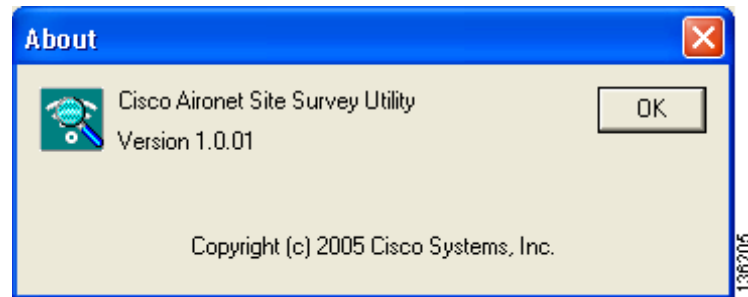 About
Cisco Aironet Site Survey Utility
OK
Version 1.0.01
Copyright (c) 2005 Cisco Systems, Inc.
136205